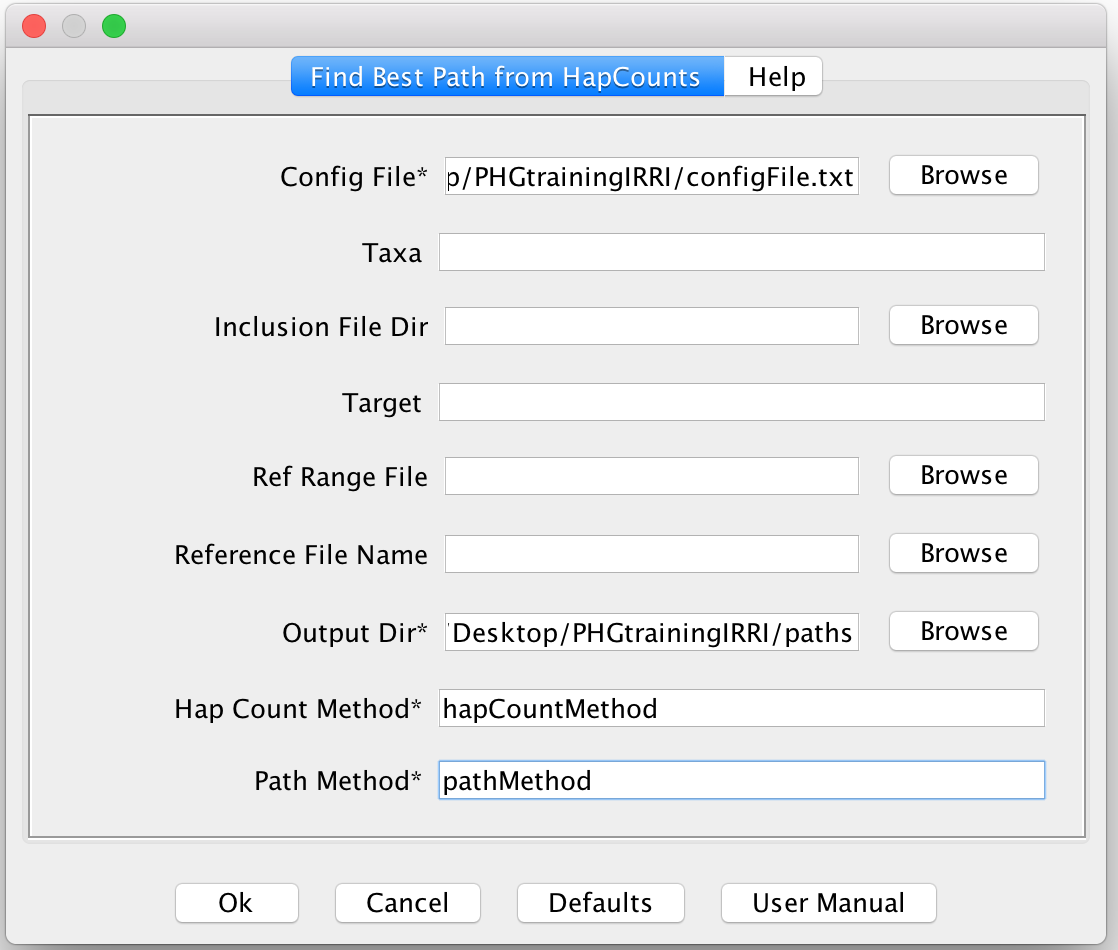 Find Best Path from HapCounts Help
Config File* p/PHGtrainingIRRI/configFile.txt Browse
Taxa
Inclusion File Dir Browse
Target
Ref Range File Browse
Reference File Name Browse
Output Dir* /Desktop/PHGtrainingIRRI/paths Browse
Hap Count Method* hapCountMethod
Path Method* pathMethod
Ok Cancel Defaults User Manual